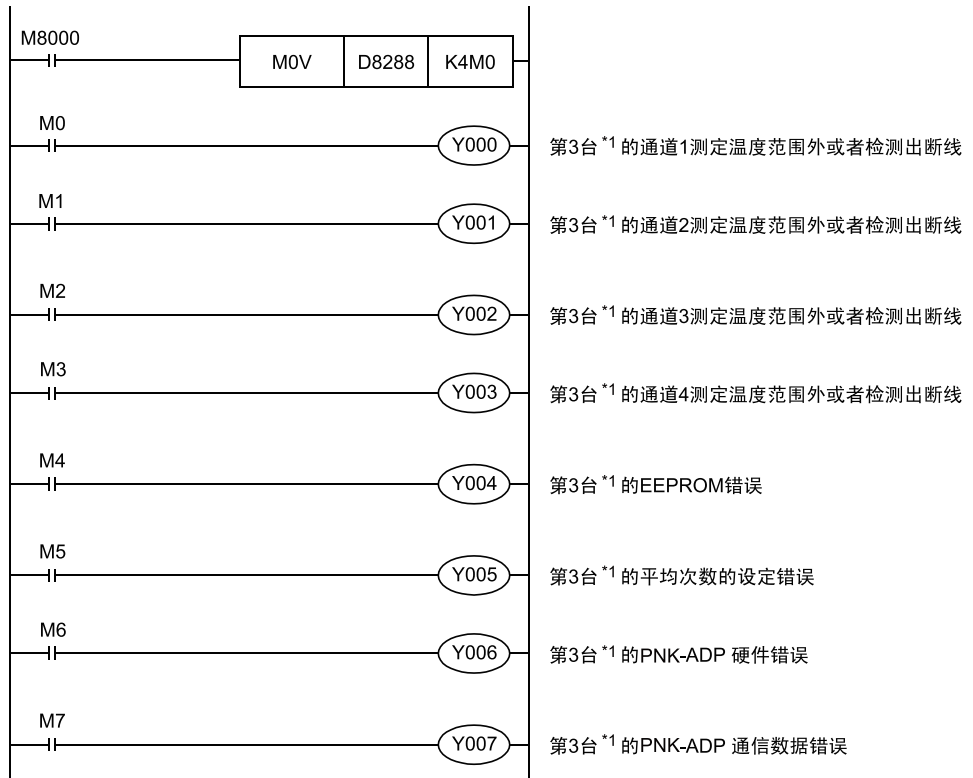 M8000
M0V D8288 K4M0
M0
Y000 第3台*1的通道1测定温度范围外或者检测出断线
M1
Y001 第3台*1的通道2测定温度范围外或者检测出断线
M2
Y002 第3台*1的通道3测定温度范围外或者检测出断线
M3
Y003 第3台*1的通道4测定温度范围外或者检测出断线
M4
Y004 第3台*1的EEPROM错误
M5
Y005 第3台*1的平均次数的设定错误
M6
Y006 第3台*1的PNK-ADP 硬件错误
M7
Y007 第3台*1的PNK-ADP 通信数据错误